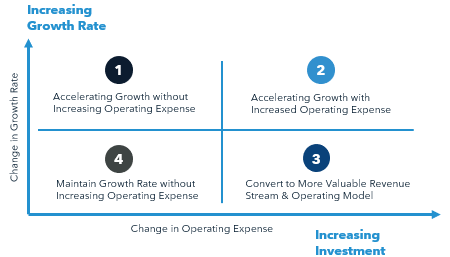 Increasing
Growth Rate
Change in Growth Rate
1
Accelerating Growth without
Increasing Operating Expense
2
Accelerating Growth with
Increased Operating Expense
4
Maintain Growth Rate without
Increasing Operating Expense
3
Convert to More Valuable Revenue
Stream & Operating Model
Change in Operating Expense
Increasing
Investment